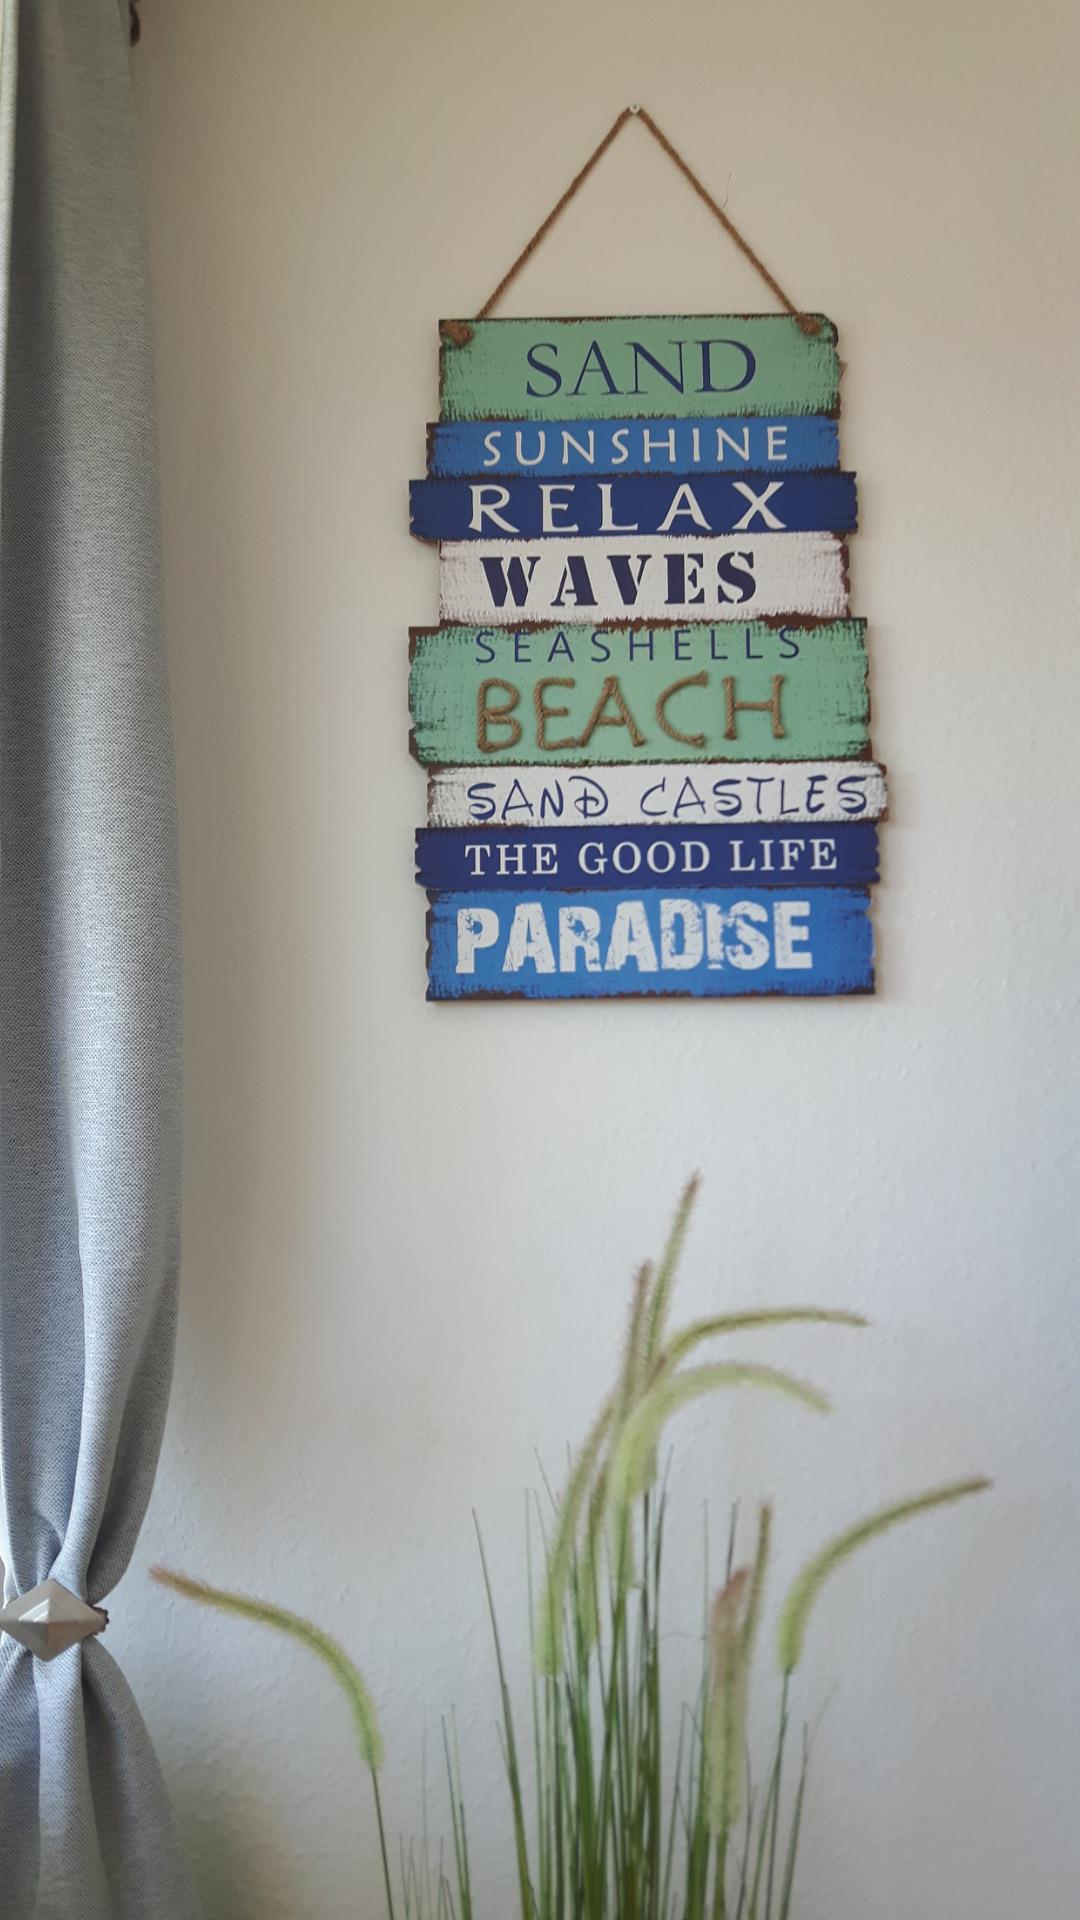 SAND
SUNSHINE
RELAX
WAVES
SEASHELLS
BEACH
SAND CASTLES
THE GOOD LIFE
PARADISE